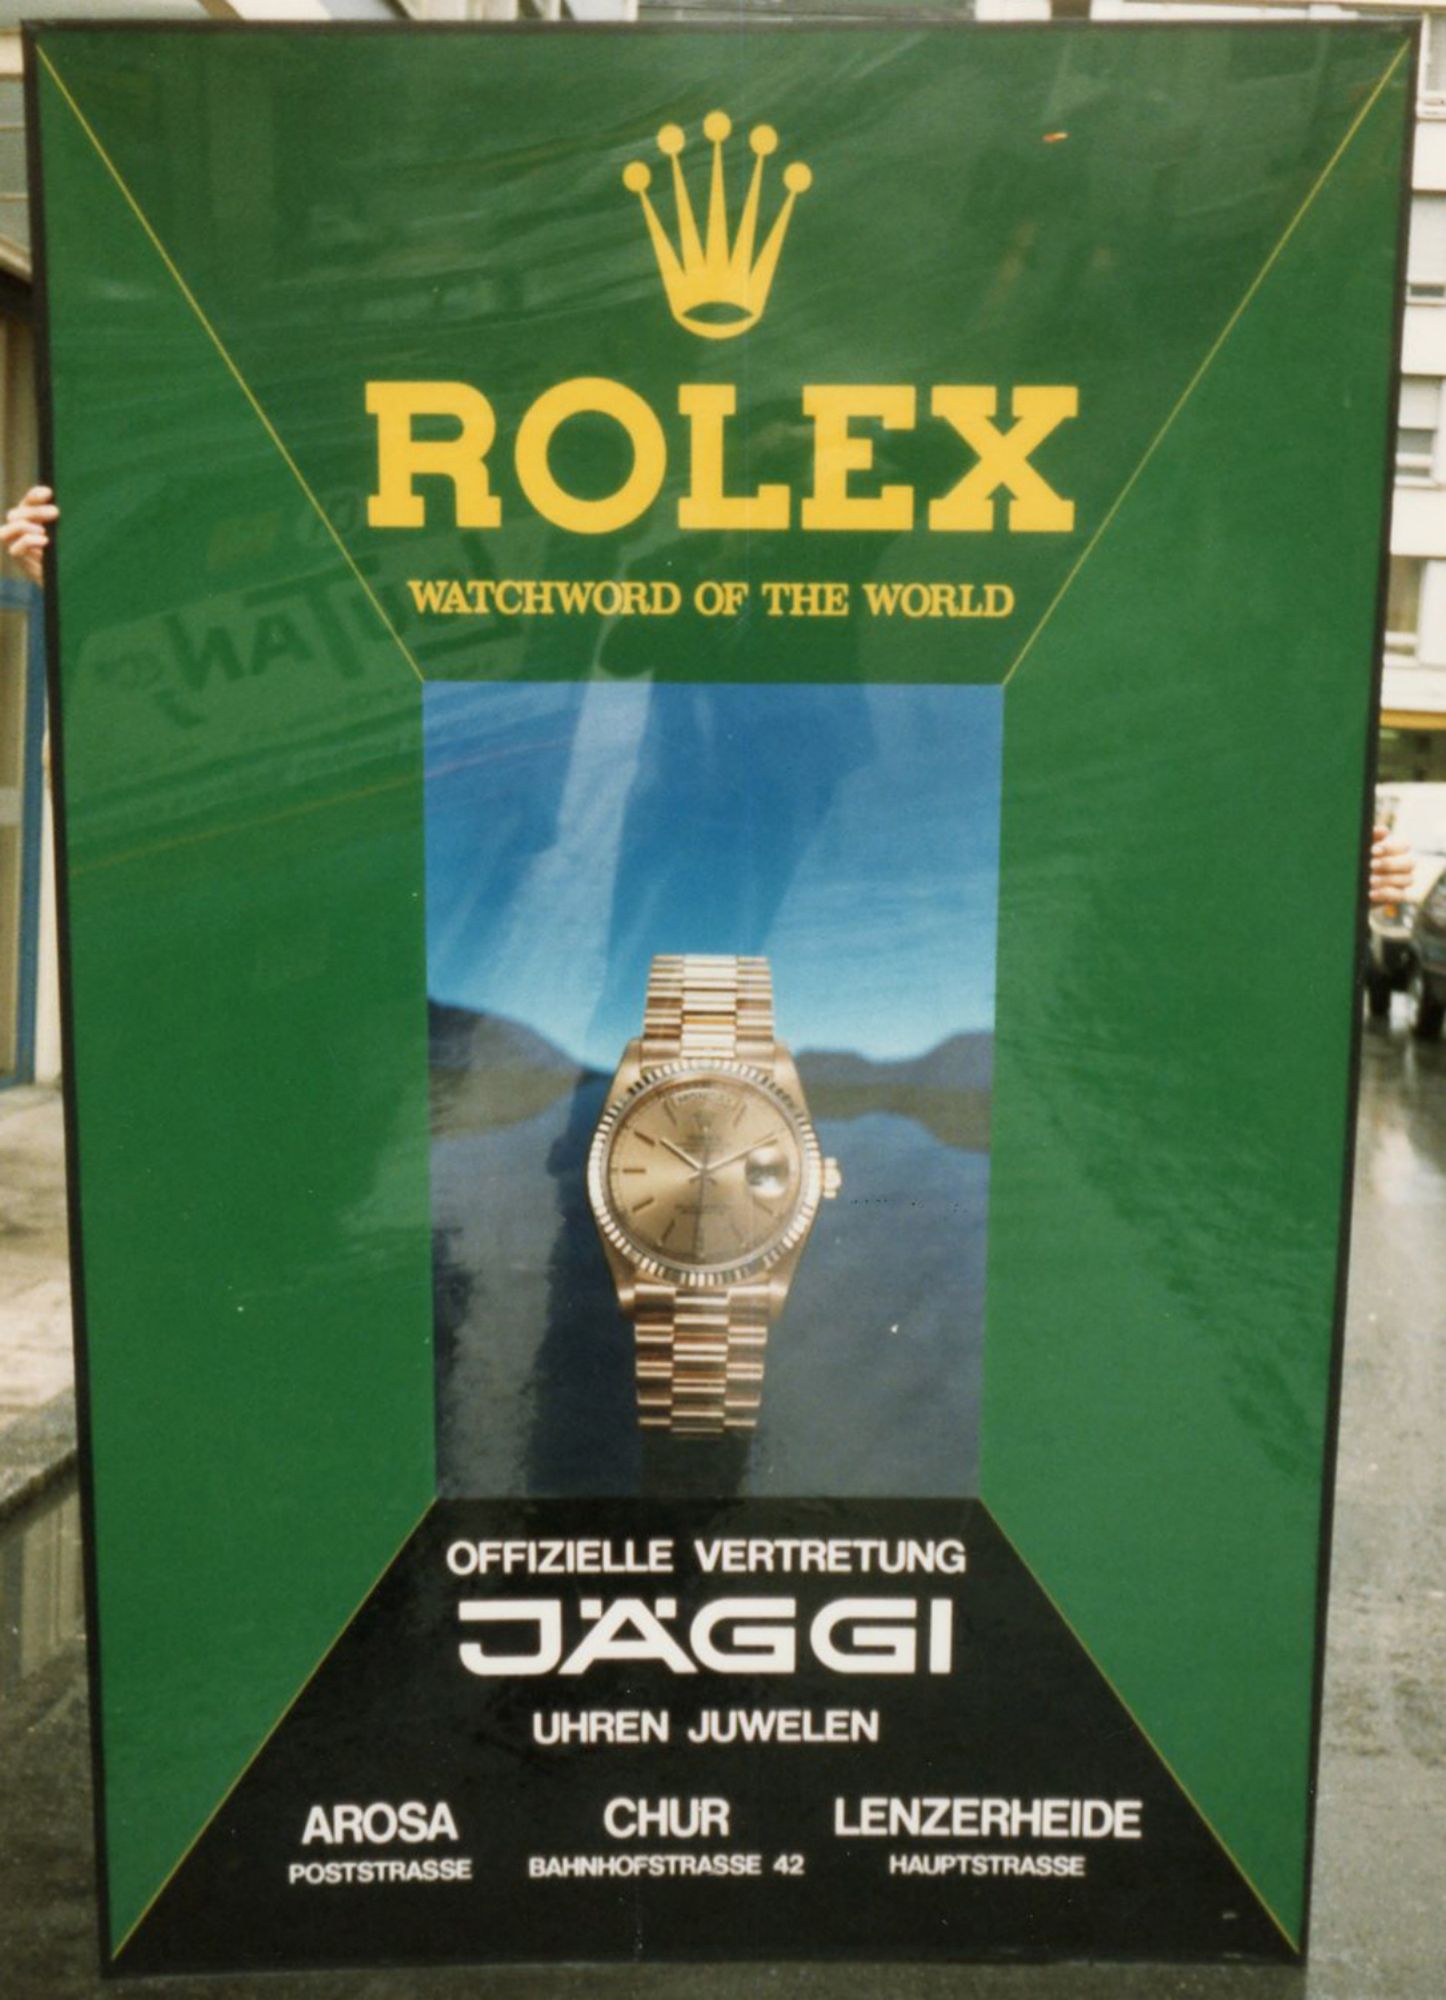 ROLEX
WATCHWORD OF THE WORLD
OFFIZIELLE VERTRETUNG
JÄGGI
UHREN JUWELEN
AROSA CHUR LENZERHEIDE
POSTSTRASSE BAHNHOFSTRASSE 42 HAUPTSTRASSE